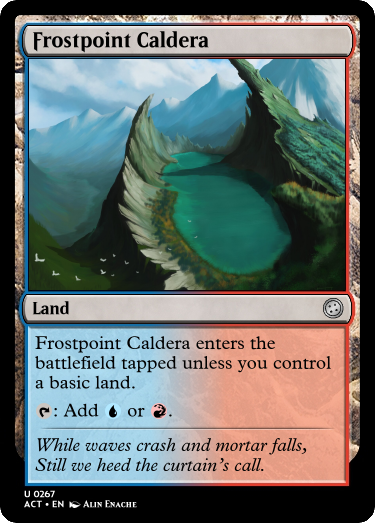 Frostpoint Caldera
Land
Frostpoint Caldera enters the
battlefield tapped unless you control
a basic land.
: Add or .
While waves crash and mortar falls,
Still we heed the curtain's call.
U 0267
ACT • EN Alin Enache